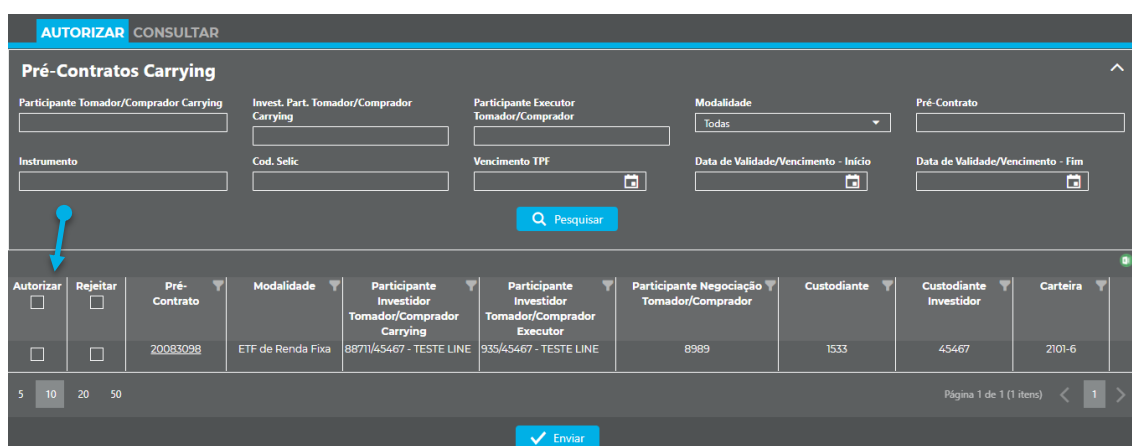 AUTORIZAR CONSULTAR
Pré-Contratos Carrying
Participante Tomador/Comprador Carrying
Invest. Part. Tomador/Comprador
Carrying
Participante Executor
Tomador/Comprador
Modalidade
Todas
Pré-Contrato
Instrumento
Cod. Selic
Vencimento TPF
Data de Validade/Vencimento - Início
Data de Validade/Vencimento - Fim
Pesquisar
Autorizar
Rejeitar
Pré-
Contrato
Modalidade
Participante
Investidor
Tomador/Comprador
Carrying
Participante
Investidor
Tomador/Comprador
Executor
Participante Negociação
Tomador/Comprador
Custodiante
Custodiante
Investidor
Carteira
20083098 ETF de Renda Fixa 88711/45467 - TESTE LINE 935/45467 - TESTE LINE 8989 1533 45467 2101-6
5 10 20 50 Página 1 de 1 (1 itens) 1
Enviar